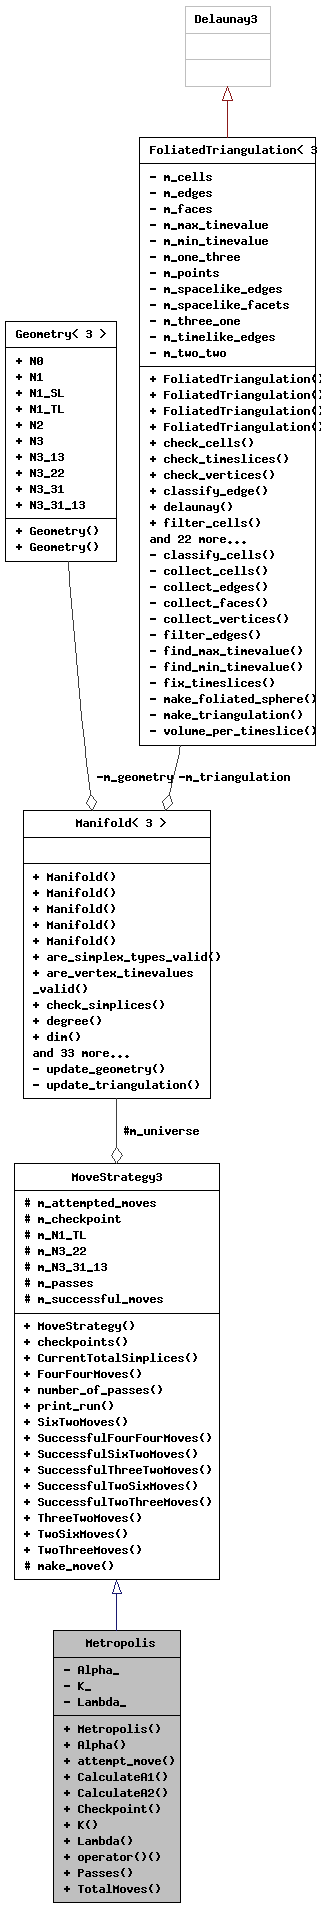 Delaunay3
FoliatedTriangulation< 3
- m_cells
- m_edges
- m_faces
- m_max_timevalue
- m_min_timevalue
- m_one_three
- m_points
- m_spacelike_edges
- m_spacelike_facets
- m_three_one
- m_timelike_edges
- m_two_two
+ FoliatedTriangulation()
+ FoliatedTriangulation()
+ FoliatedTriangulation()
+ FoliatedTriangulation()
+ check_cells()
+ check_timeslices()
+ check_vertices()
+ classify_edge()
+ delaunay()
+ filter_cells()
and 22 more...
- classify_cells()
- collect_cells()
- collect_edges()
- collect_faces()
- collect_vertices()
- filter_edges()
- find_max_timevalue()
- find_min_timevalue()
- fix_timeslices()
- make_foliated_sphere()
- make_triangulation()
- volume_per_timeslice()
Geometry< 3 >
+ N0
+ N1
+ N1_SL
+ N1_TL
+ N2
+ N3
+ N3_13
+ N3_22
+ N3_31
+ N3_31_13
+ Geometry()
+ Geometry()
-m_geometry
-m_triangulation
Manifold< 3 >
+ Manifold()
+ Manifold()
+ Manifold()
+ Manifold()
+ Manifold()
+ are_simplex_types_valid()
+ are_vertex_timevalues
_valid()
+ check_simplices()
+ degree()
+ dim()
and 33 more...
- update_geometry()
- update_triangulation()
#m_universe
MoveStrategy3
# m_attempted_moves
# m_checkpoint
# m_N1_TL
# m_N3_22
# m_N3_31_13
# m_passes
# m_successful_moves
+ MoveStrategy()
+ checkpoints()
+ CurrentTotalSimplices()
+ FourFourMoves()
+ number_of_passes()
+ print_run()
+ SixTwoMoves()
+ SuccessfulFourFourMoves()
+ SuccessfulSixTwoMoves()
+ SuccessfulThreeTwoMoves()
+ SuccessfulTwoSixMoves()
+ SuccessfulTwoThreeMoves()
+ ThreeTwoMoves()
+ TwoSixMoves()
+ TwoThreeMoves()
# make_move()
Metropolis
- Alpha_
- K_
- Lambda_
+ Metropolis()
+ Alpha()
+ attempt_move()
+ CalculateA1()
+ CalculateA2()
+ Checkpoint()
+ K()
+ Lambda()
+ operator()()
+ Passes()
+ TotalMoves()